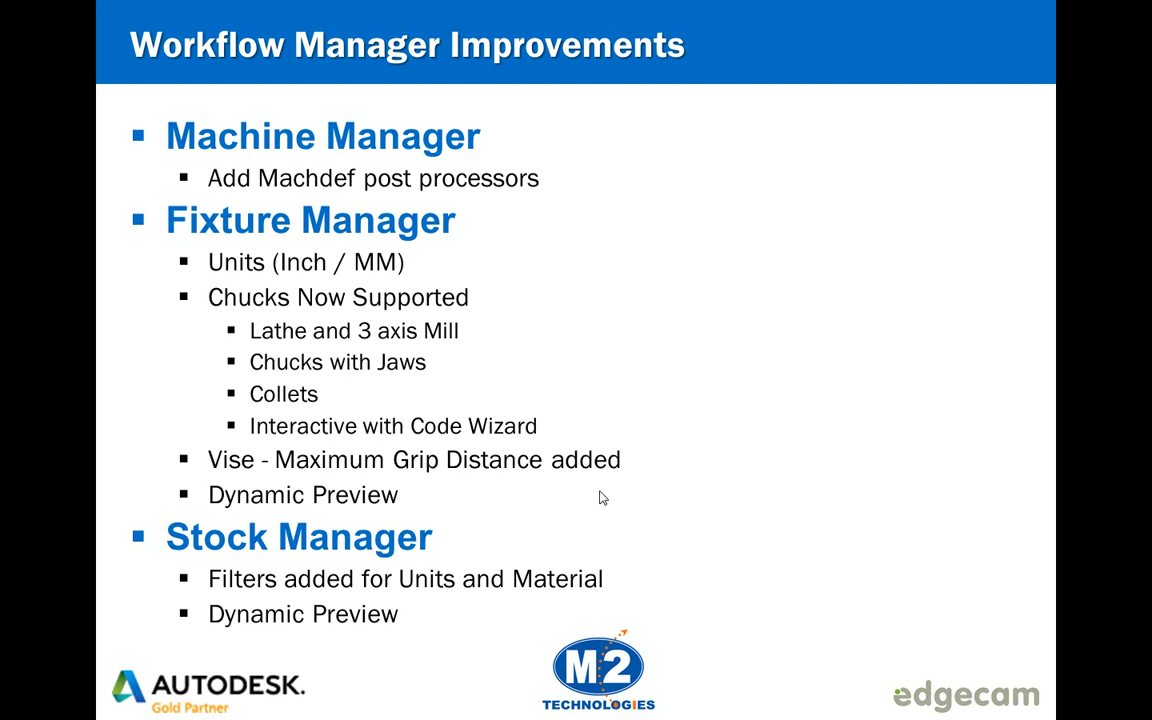 Workflow Manager Improvements
Machine Manager
Add Machdef post processors
Fixture Manager
Units (Inch / MM)
Chucks Now Supported
Lathe and 3 axis Mill
Chucks with Jaws
Collets
Interactive with Code Wizard
Vise - Maximum Grip Distance added
Dynamic Preview
Stock Manager
Filters added for Units and Material
Dynamic Preview
AUTODESK.
Gold Partner
M2
TECHNOLOGIES
edgecam